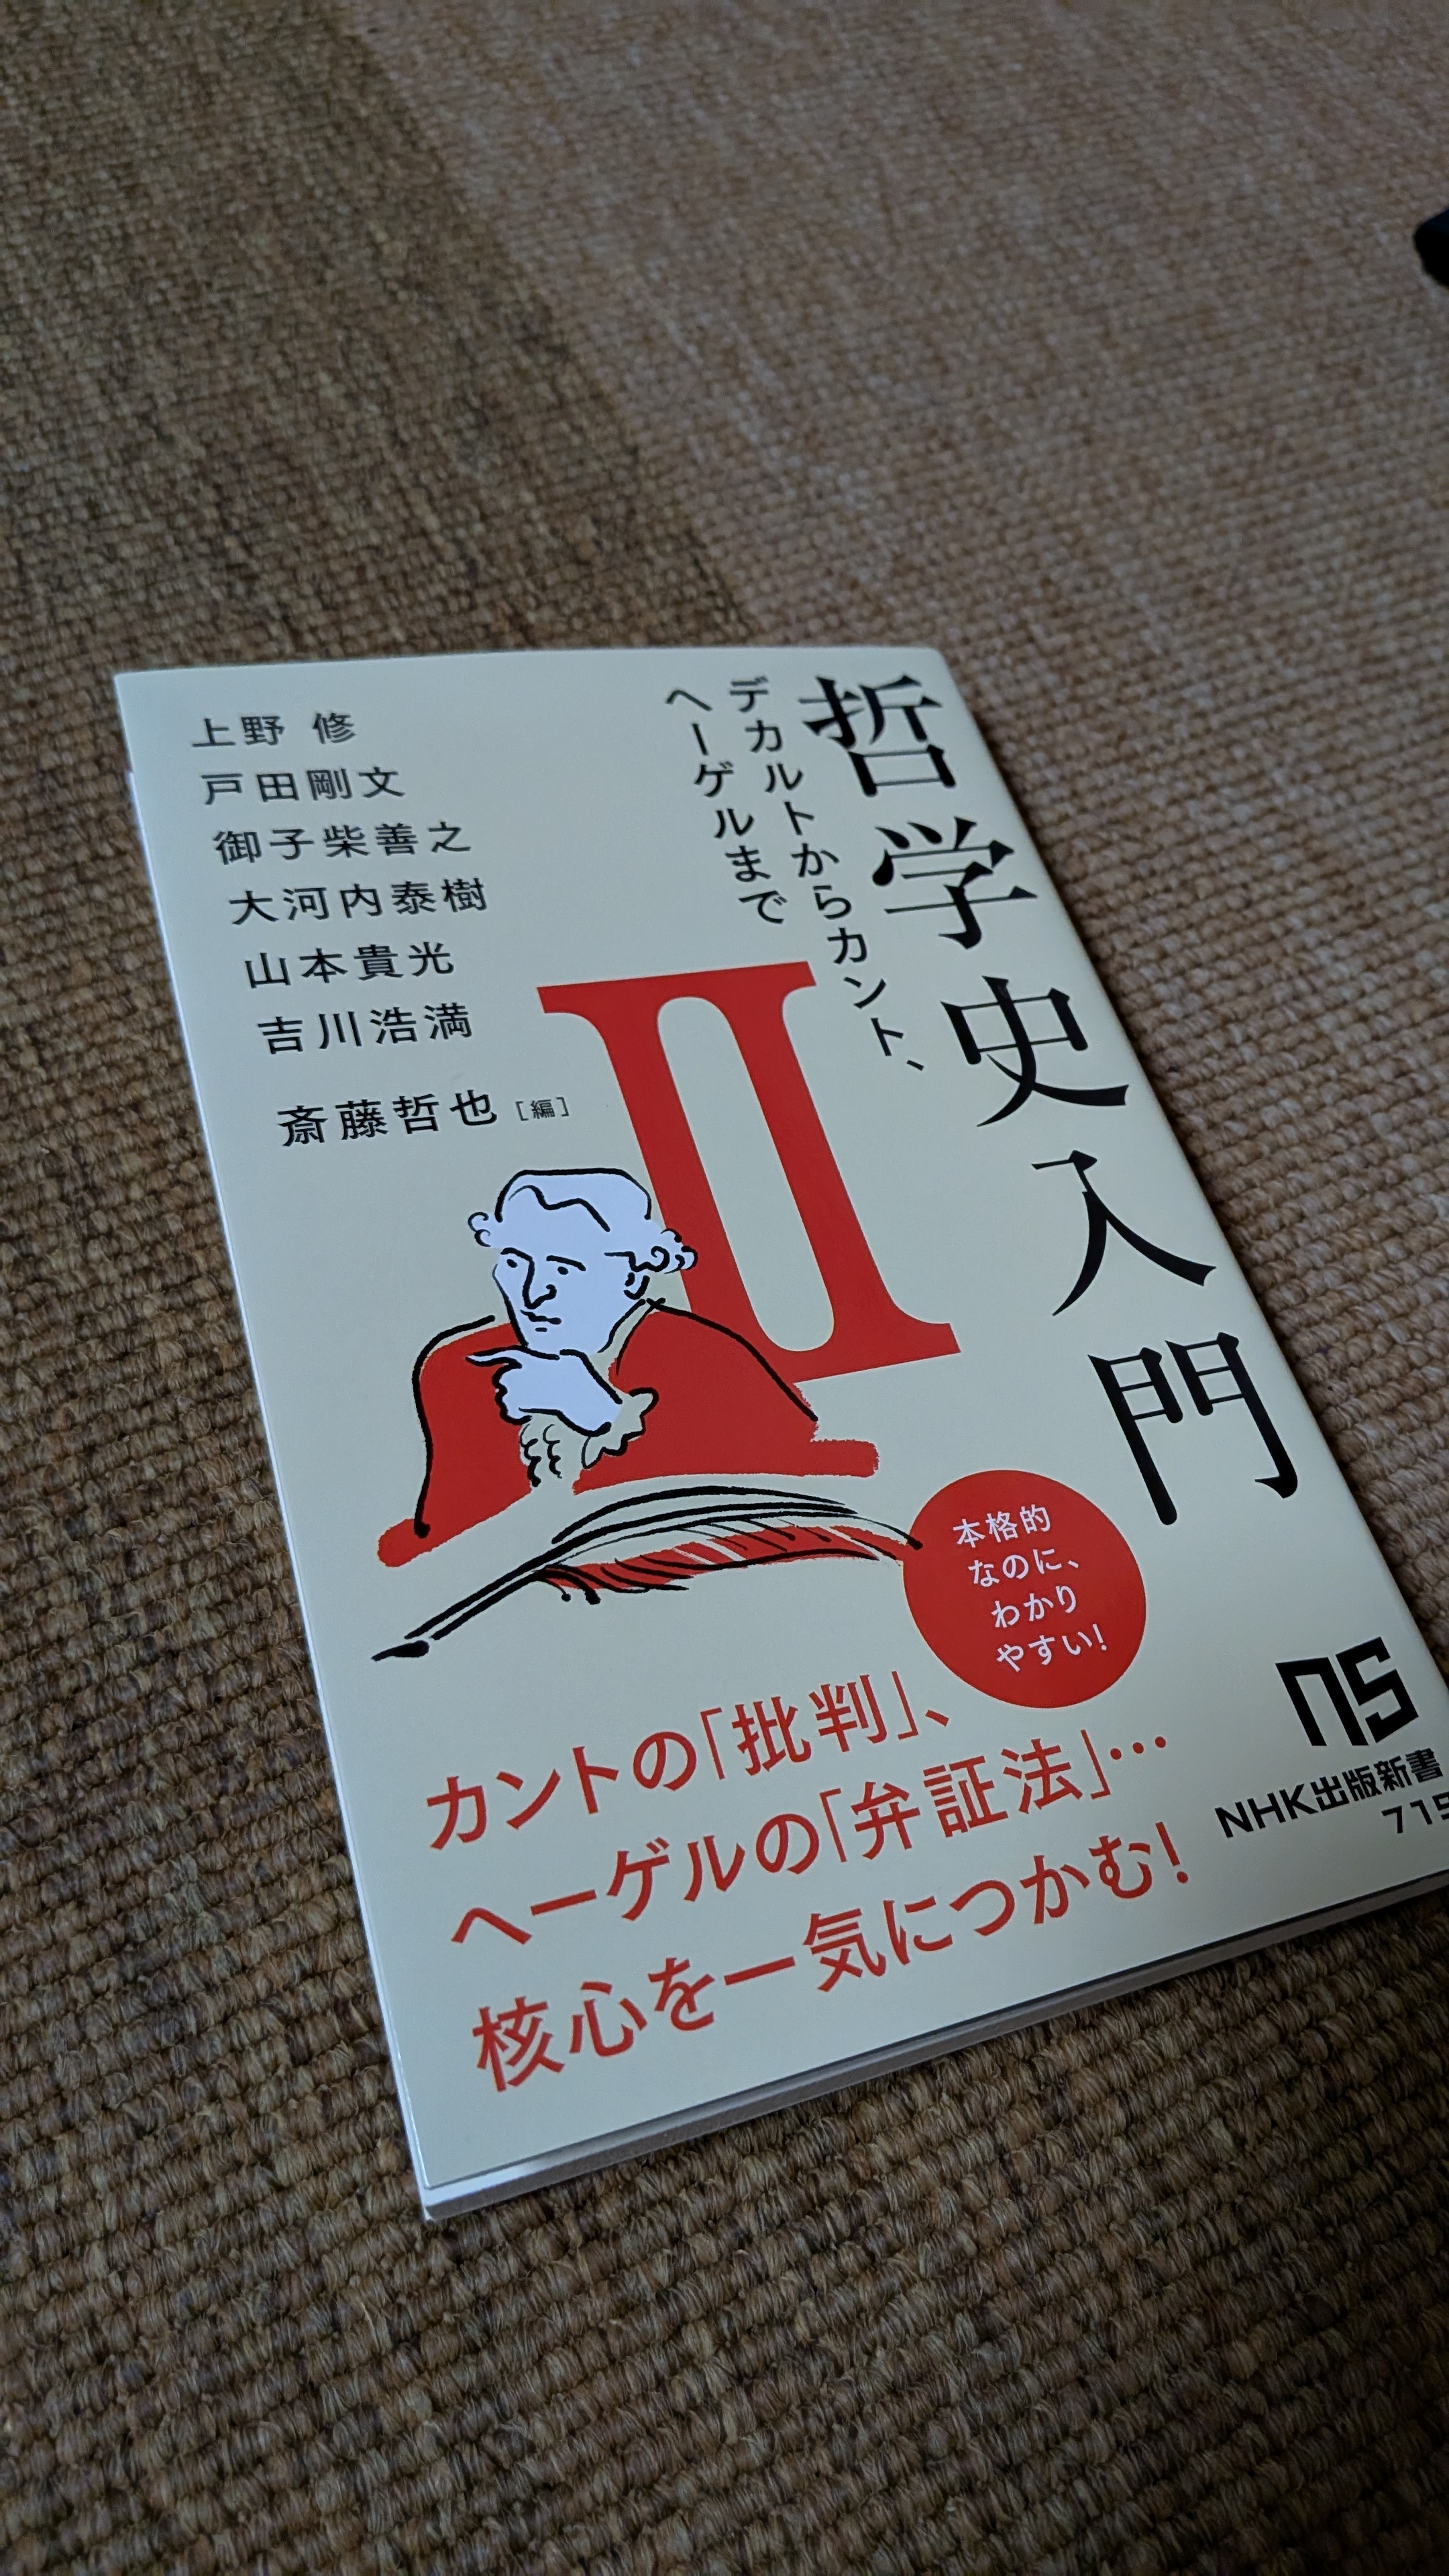 哲学史入門
II
デカルトからカント、
ヘーゲルまで
上野 修
戸田剛文
御子柴善之
大河内泰樹
山本貴光
吉川浩満
斎藤哲也[編]
本格的
なのに、
わかり
やすい!
カントの「批判」、
ヘーゲルの「弁証法」…
核心を一気につかむ!
ns
NHK出版新書
715